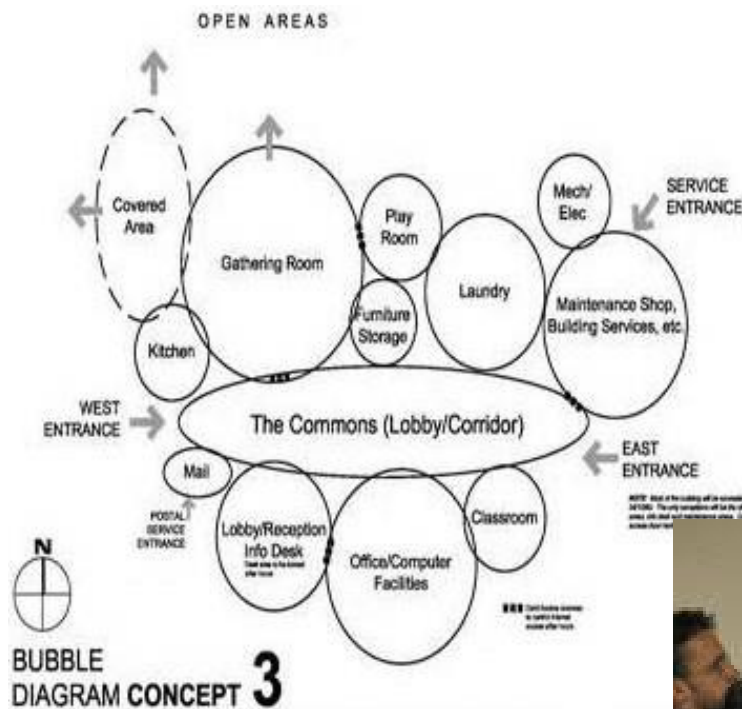 OPEN AREAS
Covered
Area
Gathering Room
Play
Room
Mech/
Elec
SERVICE
ENTRANCE
Laundry
Maintenance Shop,
Building Services, etc.
Furniture
Storage
Kitchen
WEST
ENTRANCE
The Commons (Lobby/Corridor)
EAST
ENTRANCE
Mail
POSTAL
SERVICE
ENTRANCE
Lobby/Reception
Info Desk
Classroom
Office/Computer
Facilities
N
BUBBLE
DIAGRAM CONCEPT 3